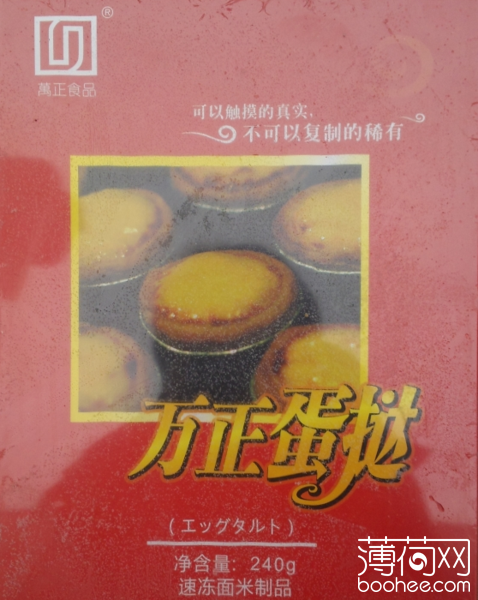 ®
萬正食品
可以触摸的真实,
不可以复制的稀有
万正蛋挞
(エッグタルト)
净含量: 240g
速冻面米制品
薄荷网
boohee.com